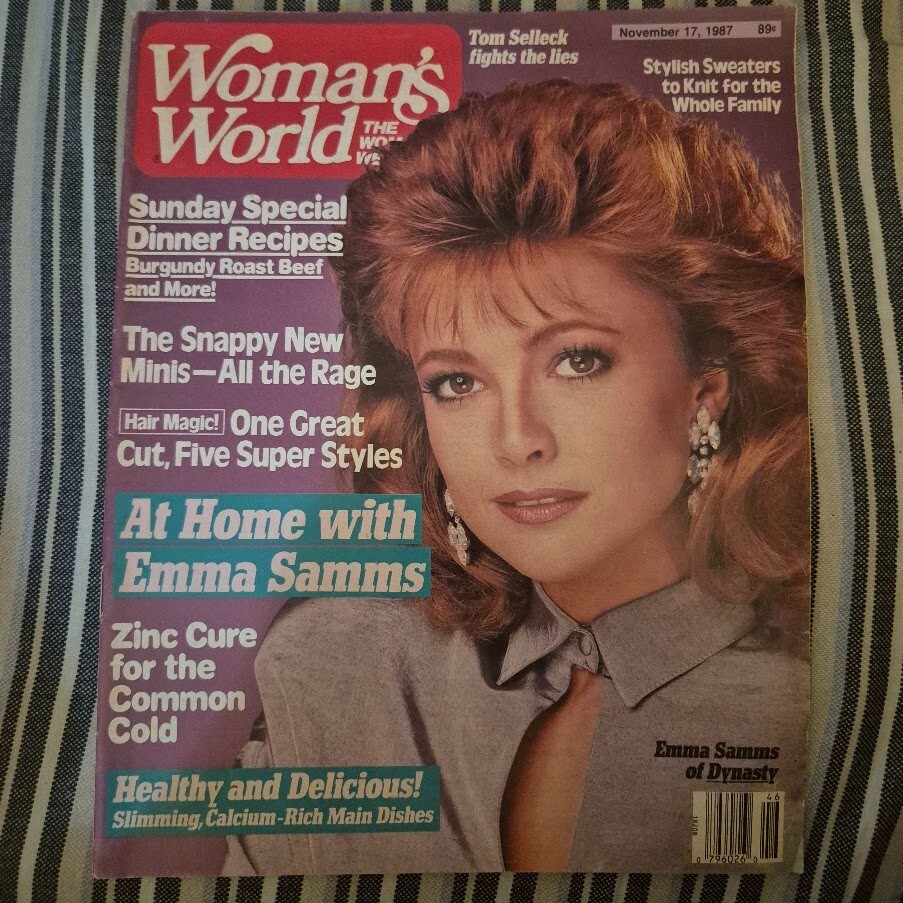 Woman's
World
THE
Tom Selleck
fights the lies
November 17, 1987 89¢
Stylish Sweaters
to Knit for the
Whole Family
Sunday Special
Dinner Recipes
Burgundy Roast Beef
and More!
The Snappy New
Minis—All the Rage
Hair Magic! One Great
Cut, Five Super Styles
At Home with
Emma Samms
Zinc Cure
for the
Common
Cold
Healthy and Delicious!
Slimming, Calcium-Rich Main Dishes
Emma Samms
of Dynasty
46